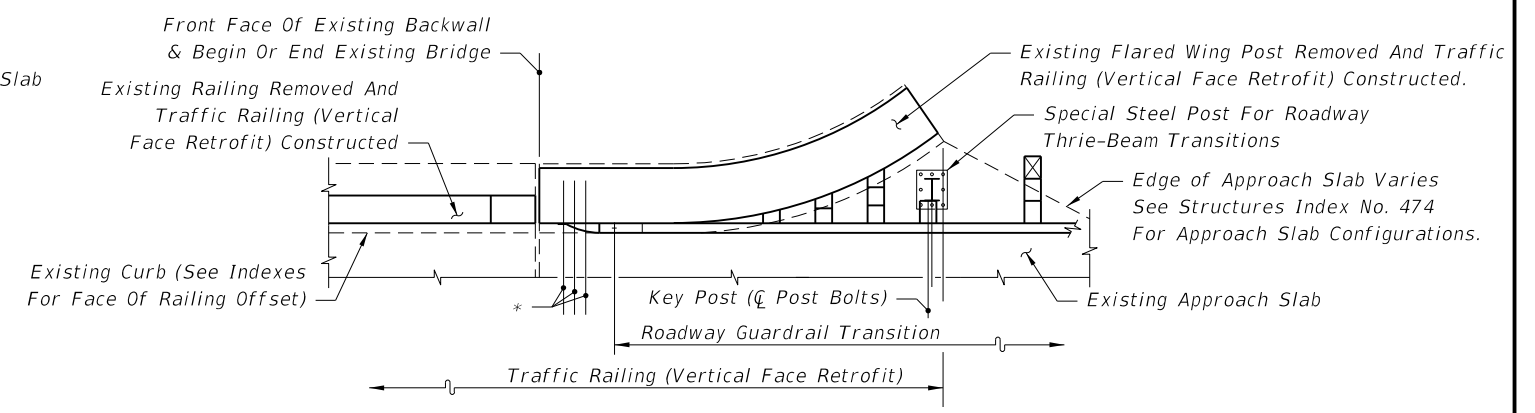 Front Face Of Existing Backwall
& Begin Or End Existing Bridge
Slab
Existing Railing Removed And
Traffic Railing (Vertical
Face Retrofit) Constructed
Existing Flared Wing Post Removed And Traffic
Railing (Vertical Face Retrofit) Constructed.
Special Steel Post For Roadway
Thrie-Beam Transitions
Edge of Approach Slab Varies
See Structures Index No. 474
For Approach Slab Configurations.
Existing Curb (See Indexes
For Face Of Railing Offset)
*
Key Post (℄ Post Bolts)
Existing Approach Slab
Roadway Guardrail Transition
Traffic Railing (Vertical Face Retrofit)